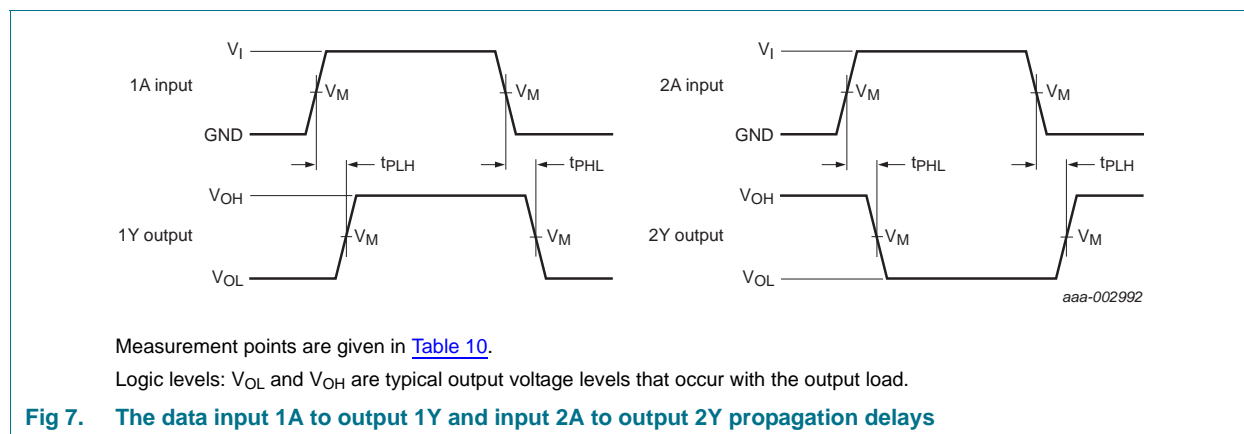 VI
1A input
VM
VM
GND
tPLH
tPHL
VOH
1Y output
VM
VM
VOL
VI
2A input
VM
VM
GND
tPHL
tPLH
VOH
2Y output
VM
VM
VOL
aaa-002992
Measurement points are given in Table 10.
Logic levels: VOL and VOH are typical output voltage levels that occur with the output load.
Fig 7. The data input 1A to output 1Y and input 2A to output 2Y propagation delays